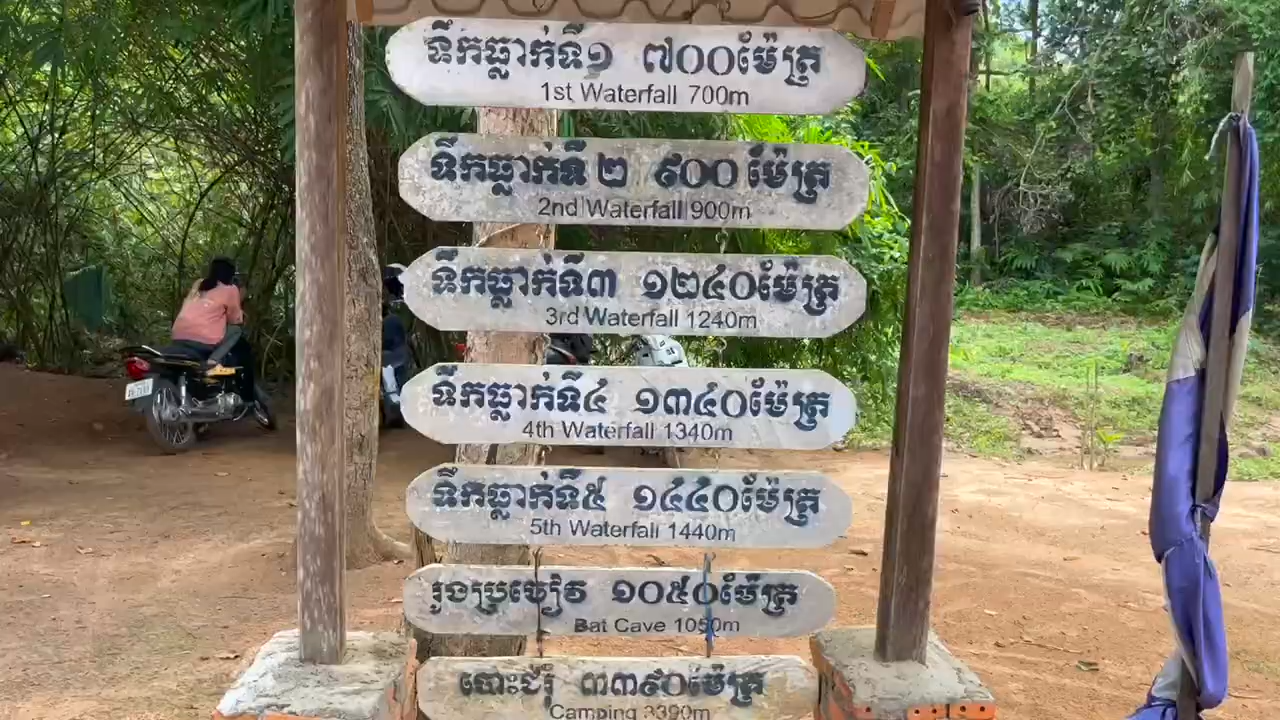 ទឹកធ្លាក់ទី១ ៧០០ម៉ែត្រ
1st Waterfall 700m
ទឹកធ្លាក់ទី ២ ៩០០ ម៉ែត្រ
2nd Waterfall 900m
ទឹកធ្លាក់ទី៣ ១២៤០ម៉ែត្រ
3rd Waterfall 1240m
ទឹកធ្លាក់ទី៤ ១៣៤០ម៉ែត្រ
4th Waterfall 1340m
ទឹកធ្លាក់ទី៥ ១៤៤០ម៉ែត្រ
5th Waterfall 1440m
រូងប្រជៀវ ១០៥០ម៉ែត្រ
Bat Cave 1050m
បោះជំរុំ ៣៣៩០ម៉ែត្រ
Camping 3390m